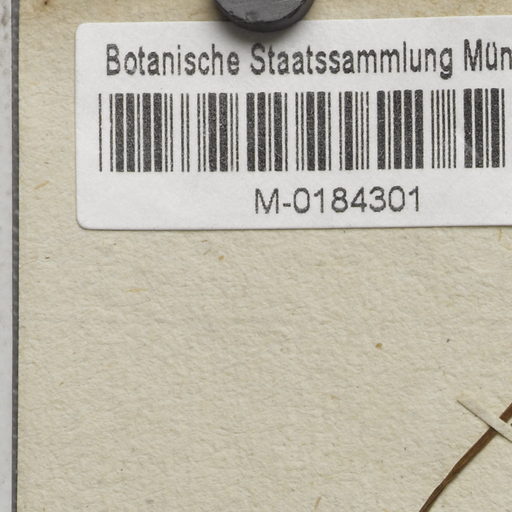 Botanische Staatssammlung Mün
M-0184301